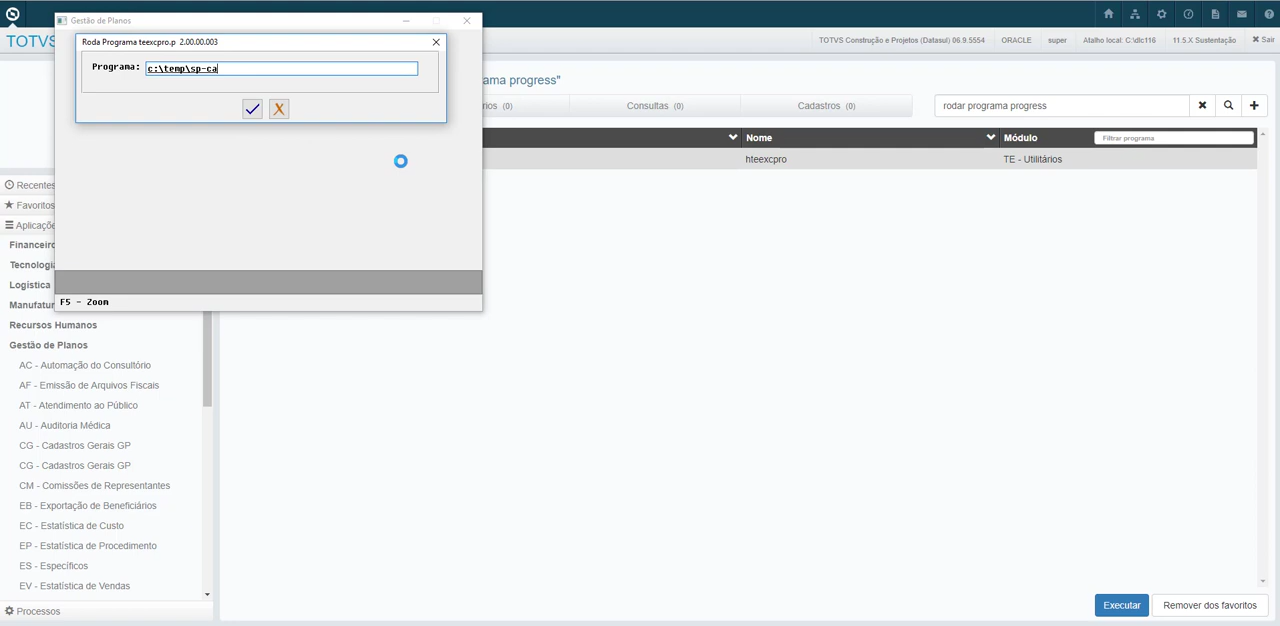 TOTVS Construção e Projetos (Datasul) 06.9.5554
ORACLE
super
Atalho local: C:\dlc116
11.5.X Sustentação
Sair
TOTVS
Gestão de Planos
Roda Programa teexcpro.p 2.00.00.003
Programa: c:\temp\sp-ca
F5 - Zoom
ama progress"
rios (0)
Consultas (0)
Cadastros (0)
rodar programa progress
Nome
Módulo
Filtrar programa
hteexcpro
TE - Utilitários
Recentes
Favoritos
Aplicaçõe
Financeiro
Tecnologia
Logística
Manufatur
Recursos Humanos
Gestão de Planos
AC - Automação do Consultório
AF - Emissão de Arquivos Fiscais
AT - Atendimento ao Público
AU - Auditoria Médica
CG - Cadastros Gerais GP
CG - Cadastros Gerais GP
CM - Comissões de Representantes
EB - Exportação de Beneficiários
EC - Estatística de Custo
EP - Estatística de Procedimento
ES - Específicos
EV - Estatística de Vendas
Processos
Executar
Remover dos favoritos